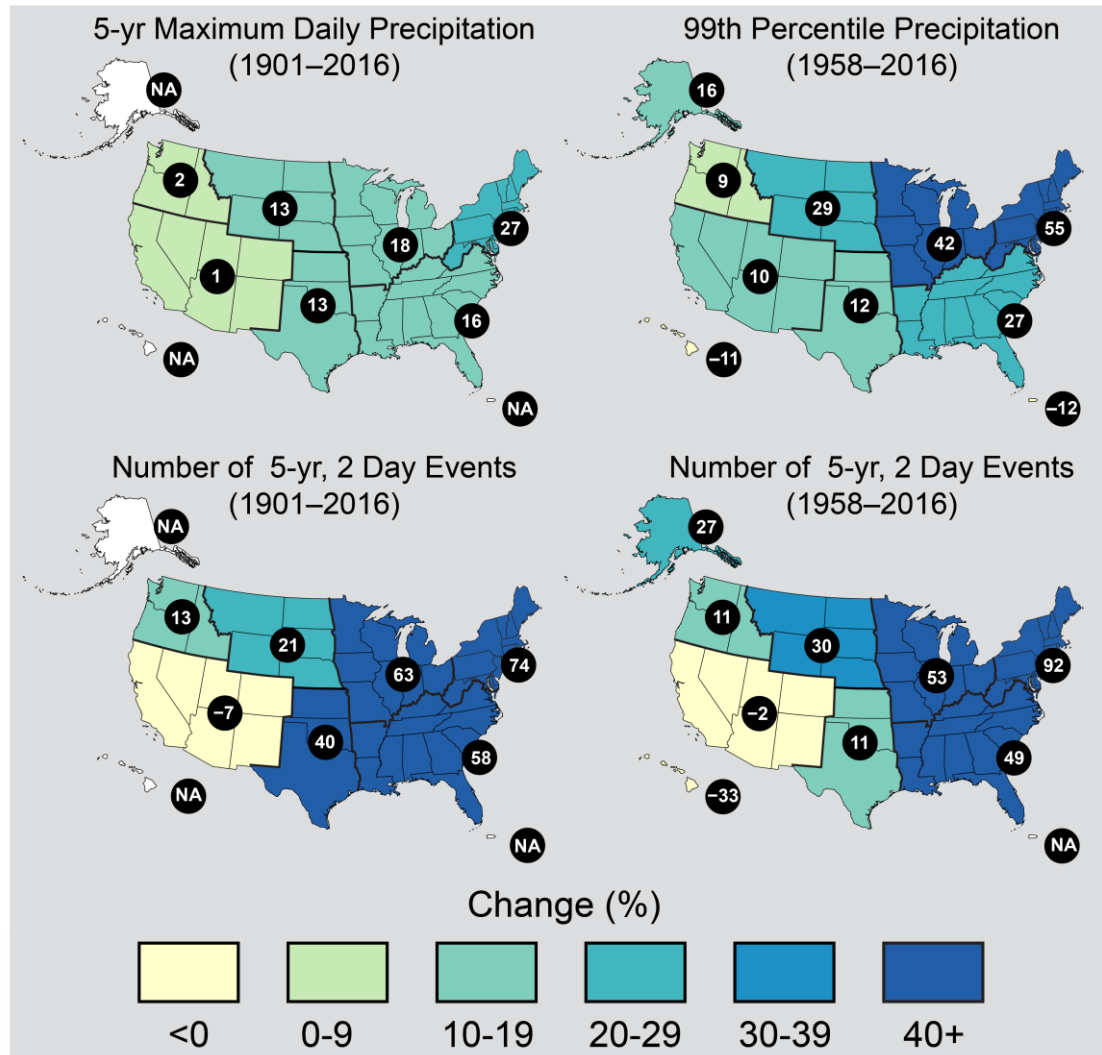 5-yr Maximum Daily Precipitation
(1901–2016)
NA
2
13
18
27
1
13
16
NA
NA
99th Percentile Precipitation
(1958–2016)
16
9
29
42
55
10
12
27
–11
–12
Number of 5-yr, 2 Day Events
(1901–2016)
NA
13
21
63
74
–7
40
58
NA
NA
Number of 5-yr, 2 Day Events
(1958–2016)
27
11
30
53
92
–2
11
49
–33
NA
Change (%)
<0 0-9 10-19 20-29 30-39 40+